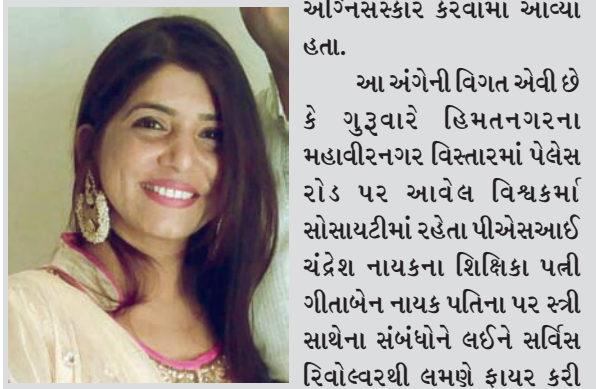 અગ્નિસંસ્કાર કરવામાં આવ્યા
હતા.
આ અંગેની વિગત એવી છે
કે ગુરૂવારે હિમતનગરના
મહાવીરનગર વિસ્તારમાં પેલેસ
રોડ પર આવેલ વિશ્વકર્મા
સોસાયટીમાં રહેતા પીએસઆઈ
ચંદ્રેશ નાયકના શિક્ષિકા પત્ની
ગીતાબેન નાયક પતિના પર સ્ત્રી
સાથેના સંબંધોને લઈને સર્વિસ
રિવોલ્વરથી લમણે ફાયર કરી